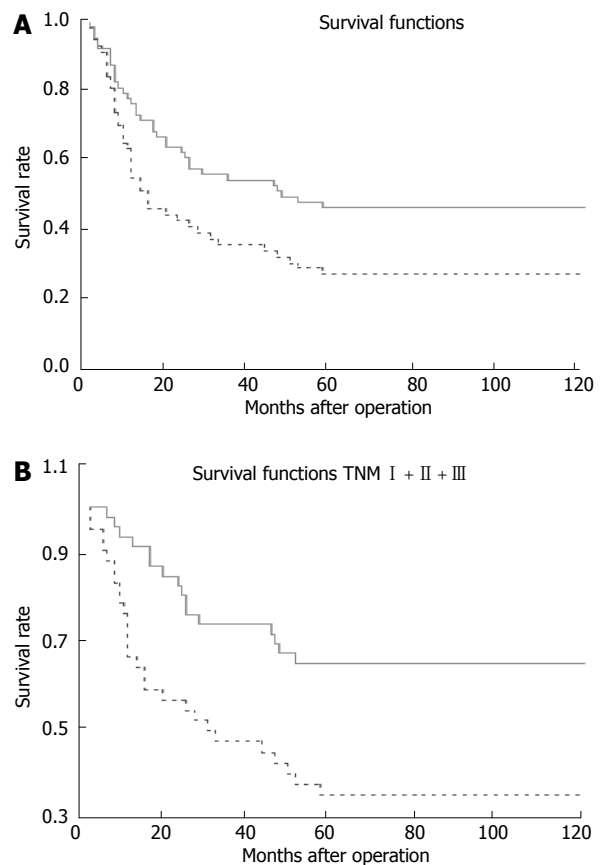 A
Survival functions
1.0
0.8
0.6
0.4
0.2
0.0
Survival rate
0 20 40 60 80 100 120
Months after operation
B
Survival functions TNM Ⅰ + Ⅱ + Ⅲ
1.1
0.9
0.7
0.5
0.3
Survival rate
0 20 40 60 80 100 120
Months after operation